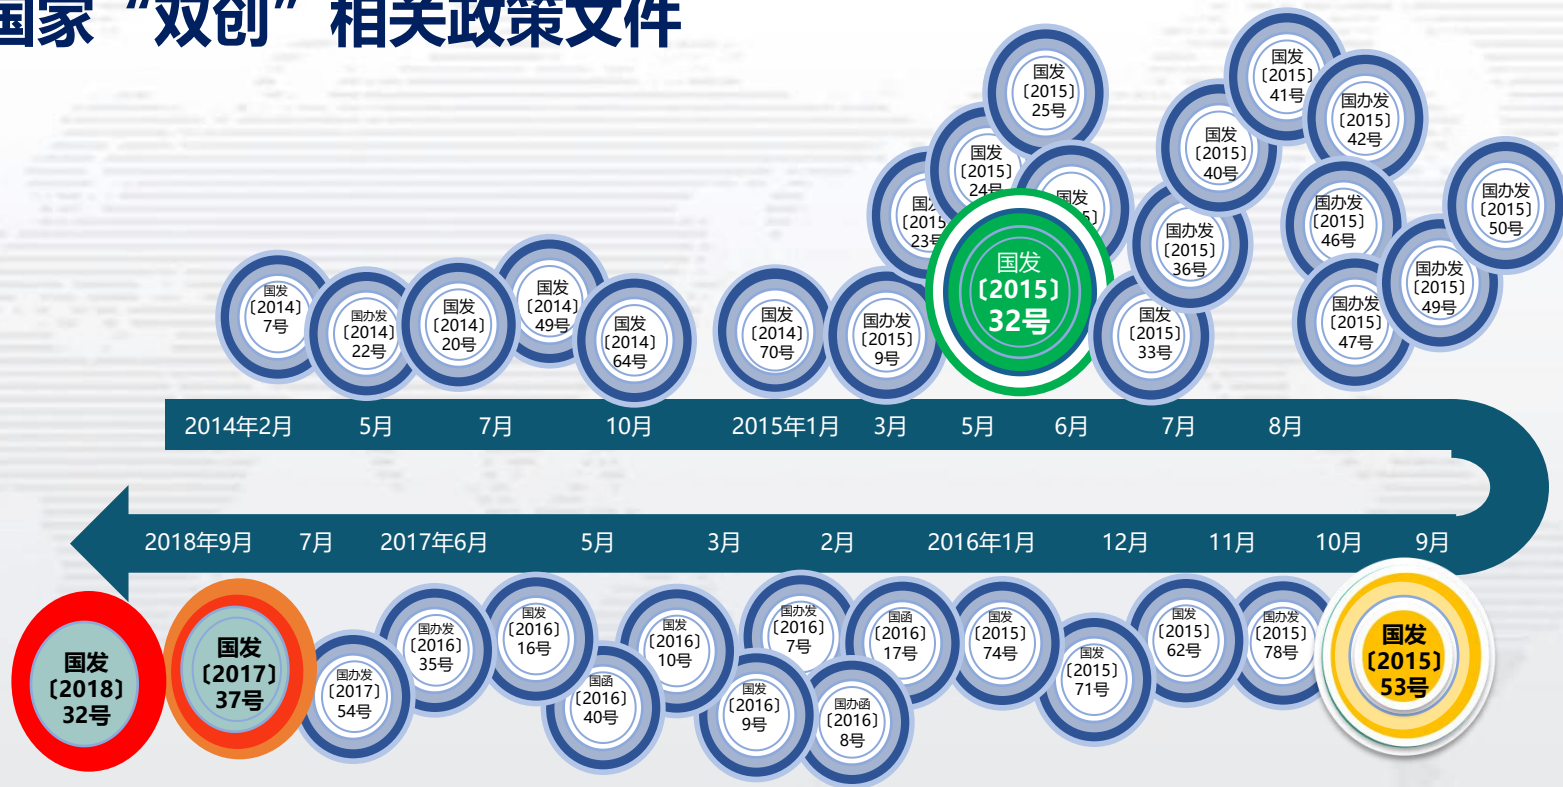 国家“双创”相关政策文件
国发
〔2014〕
7号
国办发
〔2014〕
22号
国发
〔2014〕
20号
国发
〔2014〕
49号
国发
〔2014〕
64号
国发
〔2014〕
70号
国办发
〔2015〕
9号
国发
〔2015
23号
国发
〔2015〕
24号
国发
〔2015〕
25号
国发
5〕
国发
〔2015〕
32号
国发
〔2015〕
33号
国办发
〔2015〕
36号
国发
〔2015〕
40号
国发
〔2015〕
41号
国办发
〔2015〕
42号
国办发
〔2015〕
46号
国办发
〔2015〕
47号
国办发
〔2015〕
49号
国办发
〔2015〕
50号
2014年2月 5月 7月 10月 2015年1月 3月 5月 6月 7月 8月
2018年9月 7月 2017年6月 5月 3月 2月 2016年1月 12月 11月 10月 9月
国发
〔2018〕
32号
国发
〔2017〕
37号
国办发
〔2017〕
54号
国办发
〔2016〕
35号
国发
〔2016〕
16号
国函
〔2016〕
40号
国发
〔2016〕
10号
国发
〔2016〕
9号
国办发
〔2016〕
7号
国办函
〔2016〕
8号
国函
〔2016〕
17号
国发
〔2015〕
74号
国发
〔2015〕
71号
国发
〔2015〕
62号
国办发
〔2015〕
78号
国发
〔2015〕
53号